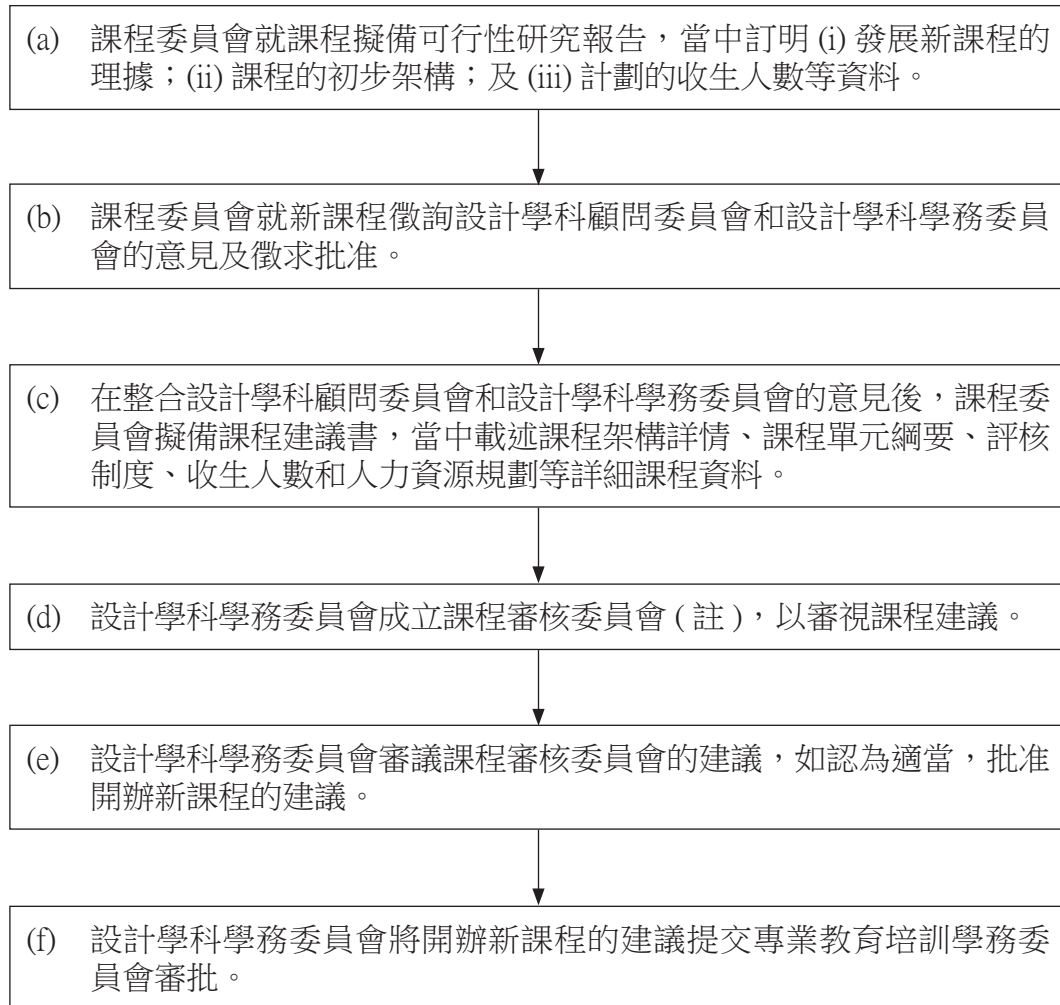 (a) 課程委員會就課程擬備可行性研究報告，當中訂明 (i) 發展新課程的
理據；(ii) 課程的初步架構；及 (iii) 計劃的收生人數等資料。
(b) 課程委員會就新課程徵詢設計學科顧問委員會和設計學科學務委員
會的意見及徵求批准。
(c) 在整合設計學科顧問委員會和設計學科學務委員會的意見後，課程委
員會擬備課程建議書，當中載述課程架構詳情、課程單元綱要、評核
制度、收生人數和人力資源規劃等詳細課程資料。
(d) 設計學科學務委員會成立課程審核委員會 ( 註 )，以審視課程建議。
(e) 設計學科學務委員會審議課程審核委員會的建議，如認為適當，批准
開辦新課程的建議。
(f) 設計學科學務委員會將開辦新課程的建議提交專業教育培訓學務委
員會審批。